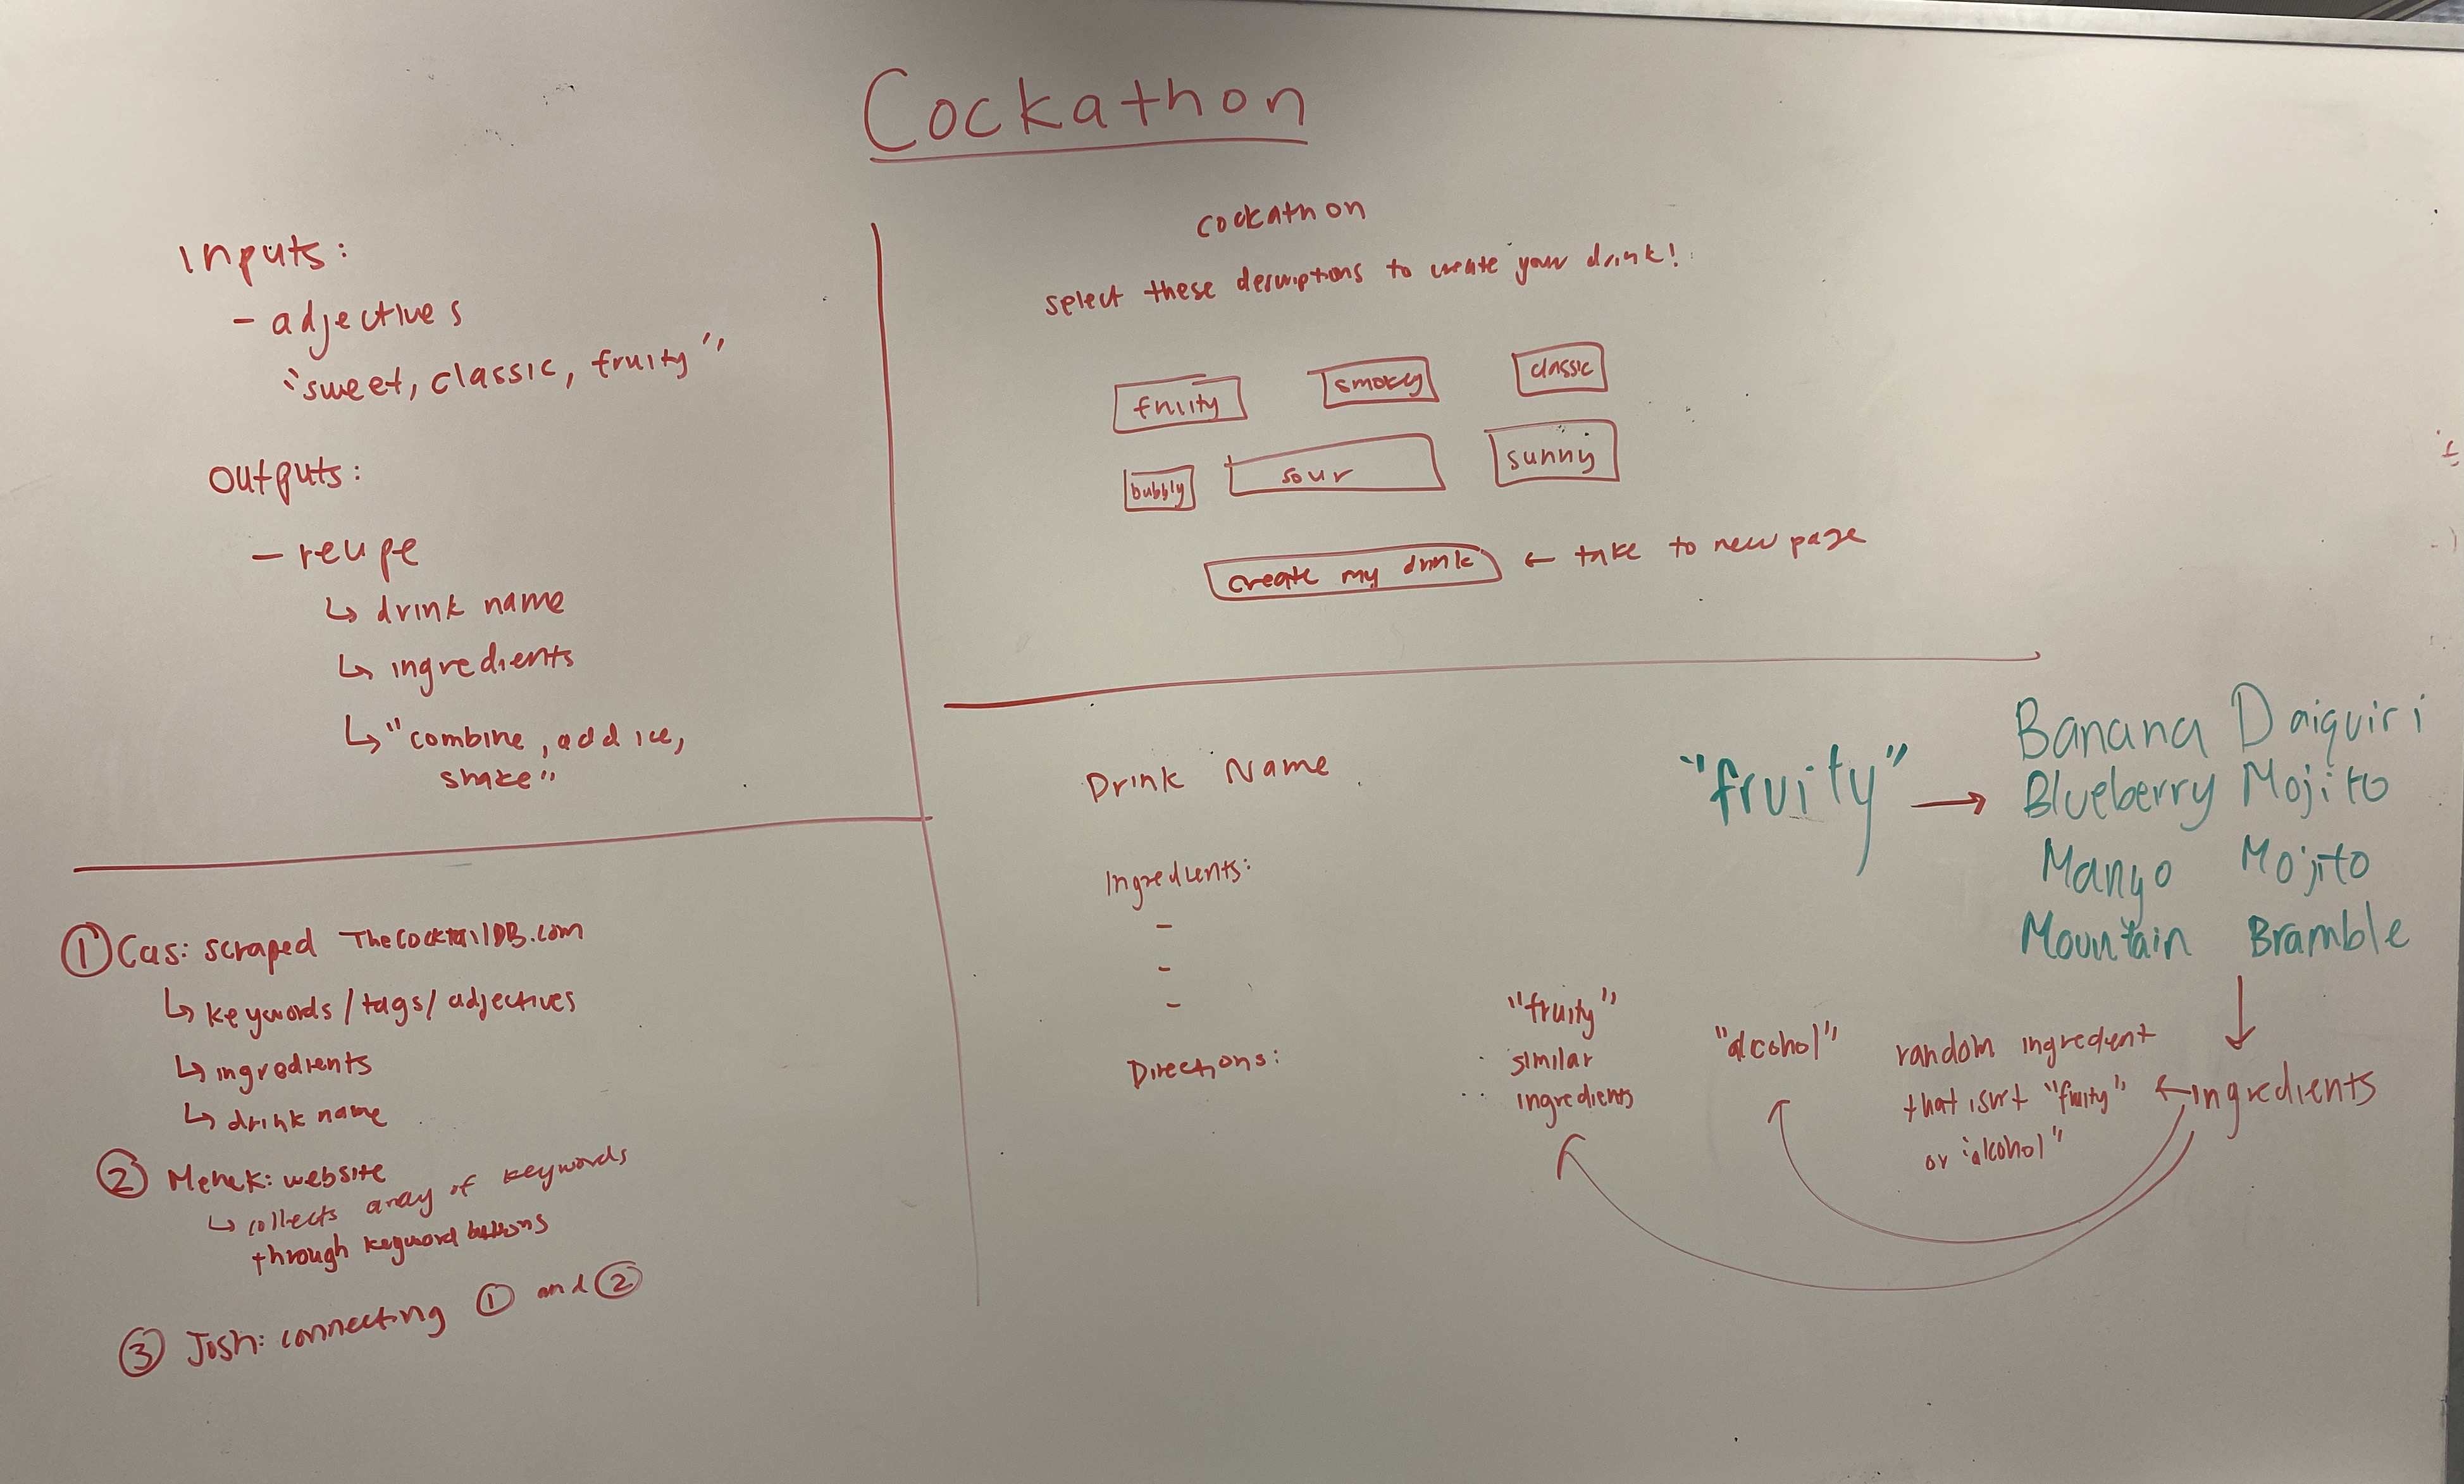 Cockathon
Inputs:
- adjectives
"sweet, classic, fruity"
Outputs:
- recipe
↳ drink name
↳ ingredients
↳ "combine, add ice,
shake"
① Cas: scraped TheCocktailDB.com
↳ keywords / tags / adjectives
↳ ingredients
↳ drink name
② Mehek: website
↳ collects array of keywords
through keyword buttons
③ Josh: connecting ① and ②
cockathon
select these descriptions to create your drink!
fruity smokey classic
bubbly sour sunny
create my drink ← take to new page
Drink Name
Ingredients:
-
-
-
Directions:
"fruity" → Banana Daiquiri
Blueberry Mojito
Mango Mojito
Mountain Bramble
↓
← ingredients
"fruity"
similar
ingredients
"alcohol"
random ingredient
that isn't "fruity"
or "alcohol"